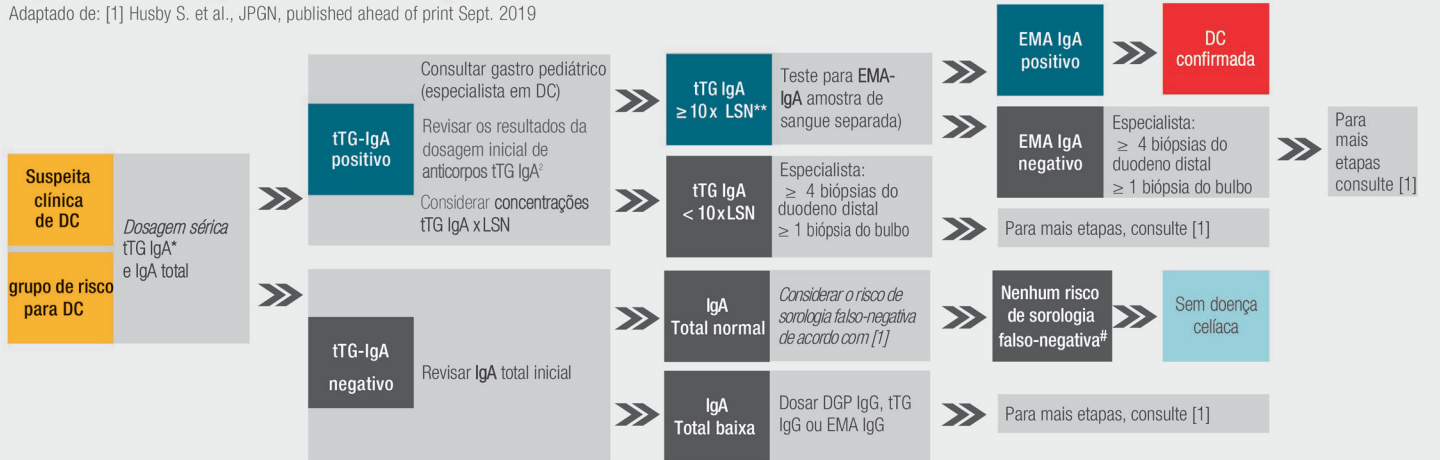 Adaptado de: [1] Husby S. et al., JPGN, published ahead of print Sept. 2019
Suspeita
clínica
de DC
grupo de risco
para DC
Dosagem sérica
tTG IgA*
e IgA total
tTG-IgA
positivo
Consultar gastro pediátrico
(especialista em DC)
Revisar os resultados da
dosagem inicial de
anticorpos tTG IgA²
Considerar concentrações
tTG IgA x LSN
tTG IgA
≥ 10 x LSN**
Teste para EMA-
IgA amostra de
sangue separada)
EMA IgA
positivo
DC
confirmada
EMA IgA
negativo
Especialista:
≥ 4 biópsias do
duodeno distal
≥ 1 biópsia do bulbo
Para
mais
etapas
consulte [1]
tTG IgA
< 10 x LSN
Especialista:
≥ 4 biópsias do
duodeno distal
≥ 1 biópsia do bulbo
Para mais etapas, consulte [1]
tTG-IgA
negativo
Revisar IgA total inicial
IgA
Total normal
Considerar o risco de
sorologia falso-negativa
de acordo com [1]
Nenhum risco
de sorologia
falso-negativa#
Sem doença
celíaca
IgA
Total baixa
Dosar DGP IgG, tTG
IgG ou EMA IgG
Para mais etapas, consulte [1]